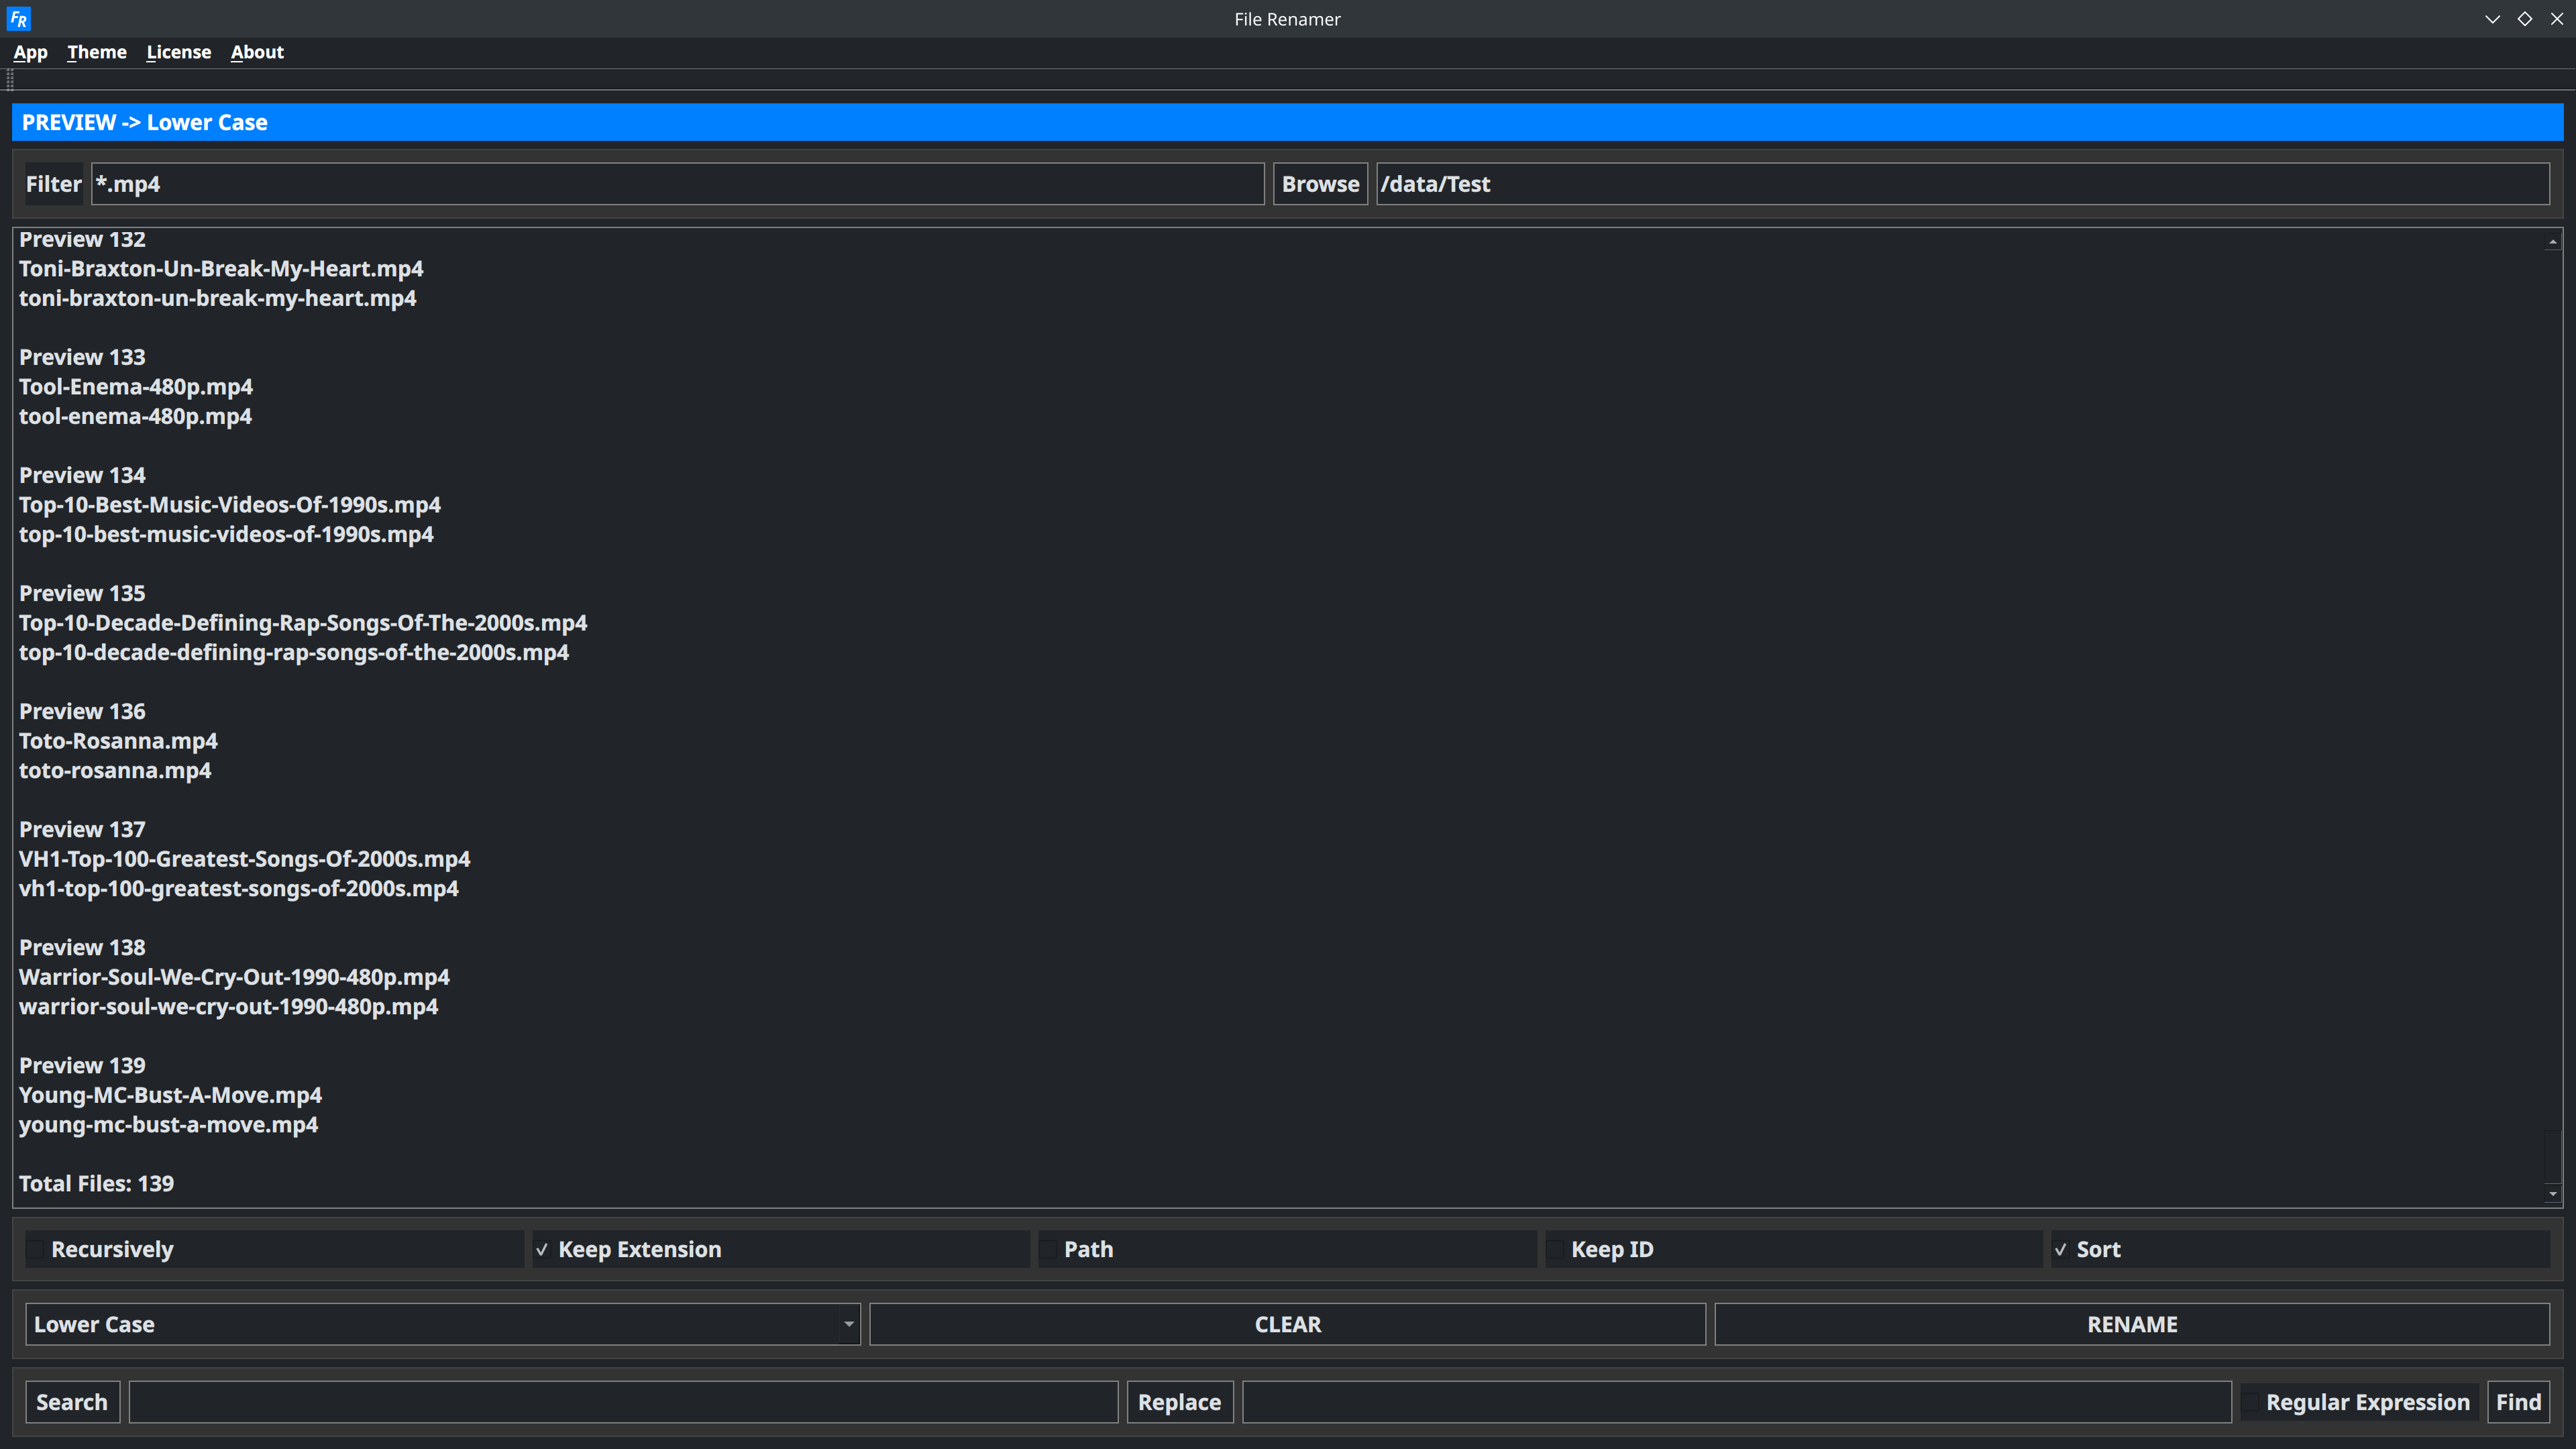 FR File Renamer
App Theme License About
PREVIEW -> Lower Case
Filter *.mp4 Browse /data/Test
Preview 132
Toni-Braxton-Un-Break-My-Heart.mp4
toni-braxton-un-break-my-heart.mp4
Preview 133
Tool-Enema-480p.mp4
tool-enema-480p.mp4
Preview 134
Top-10-Best-Music-Videos-Of-1990s.mp4
top-10-best-music-videos-of-1990s.mp4
Preview 135
Top-10-Decade-Defining-Rap-Songs-Of-The-2000s.mp4
top-10-decade-defining-rap-songs-of-the-2000s.mp4
Preview 136
Toto-Rosanna.mp4
toto-rosanna.mp4
Preview 137
VH1-Top-100-Greatest-Songs-Of-2000s.mp4
vh1-top-100-greatest-songs-of-2000s.mp4
Preview 138
Warrior-Soul-We-Cry-Out-1990-480p.mp4
warrior-soul-we-cry-out-1990-480p.mp4
Preview 139
Young-MC-Bust-A-Move.mp4
young-mc-bust-a-move.mp4
Total Files: 139
Recursively Keep Extension Path Keep ID Sort
Lower Case CLEAR RENAME
Search Replace Regular Expression Find